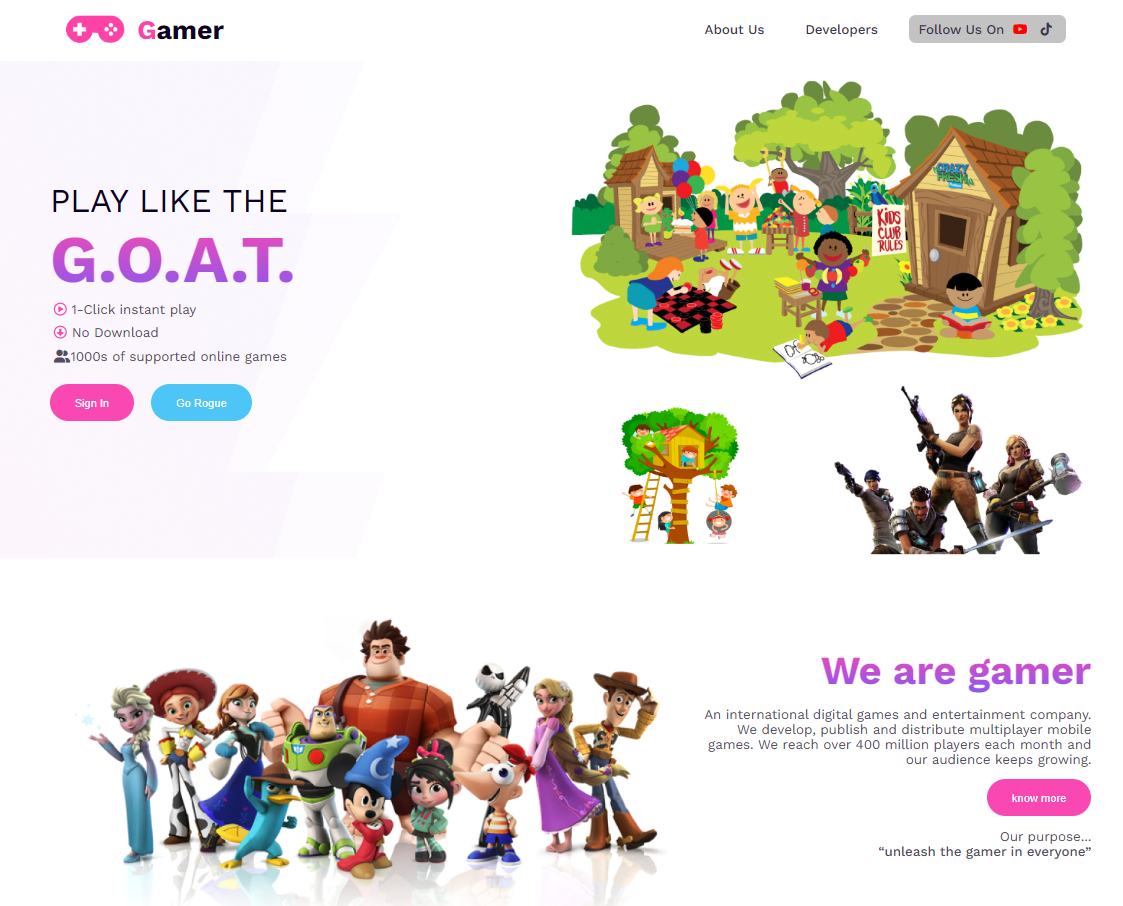 Gamer
About Us
Developers
Follow Us On
PLAY LIKE THE
G.O.A.T.
1-Click instant play
No Download
1000s of supported online games
Sign In
Go Rogue
CRAZY
FRESH
KiDS
CLUB
RULES
We are gamer
An international digital games and entertainment company.
We develop, publish and distribute multiplayer mobile
games. We reach over 400 million players each month and
our audience keeps growing.
know more
Our purpose...
“unleash the gamer in everyone”